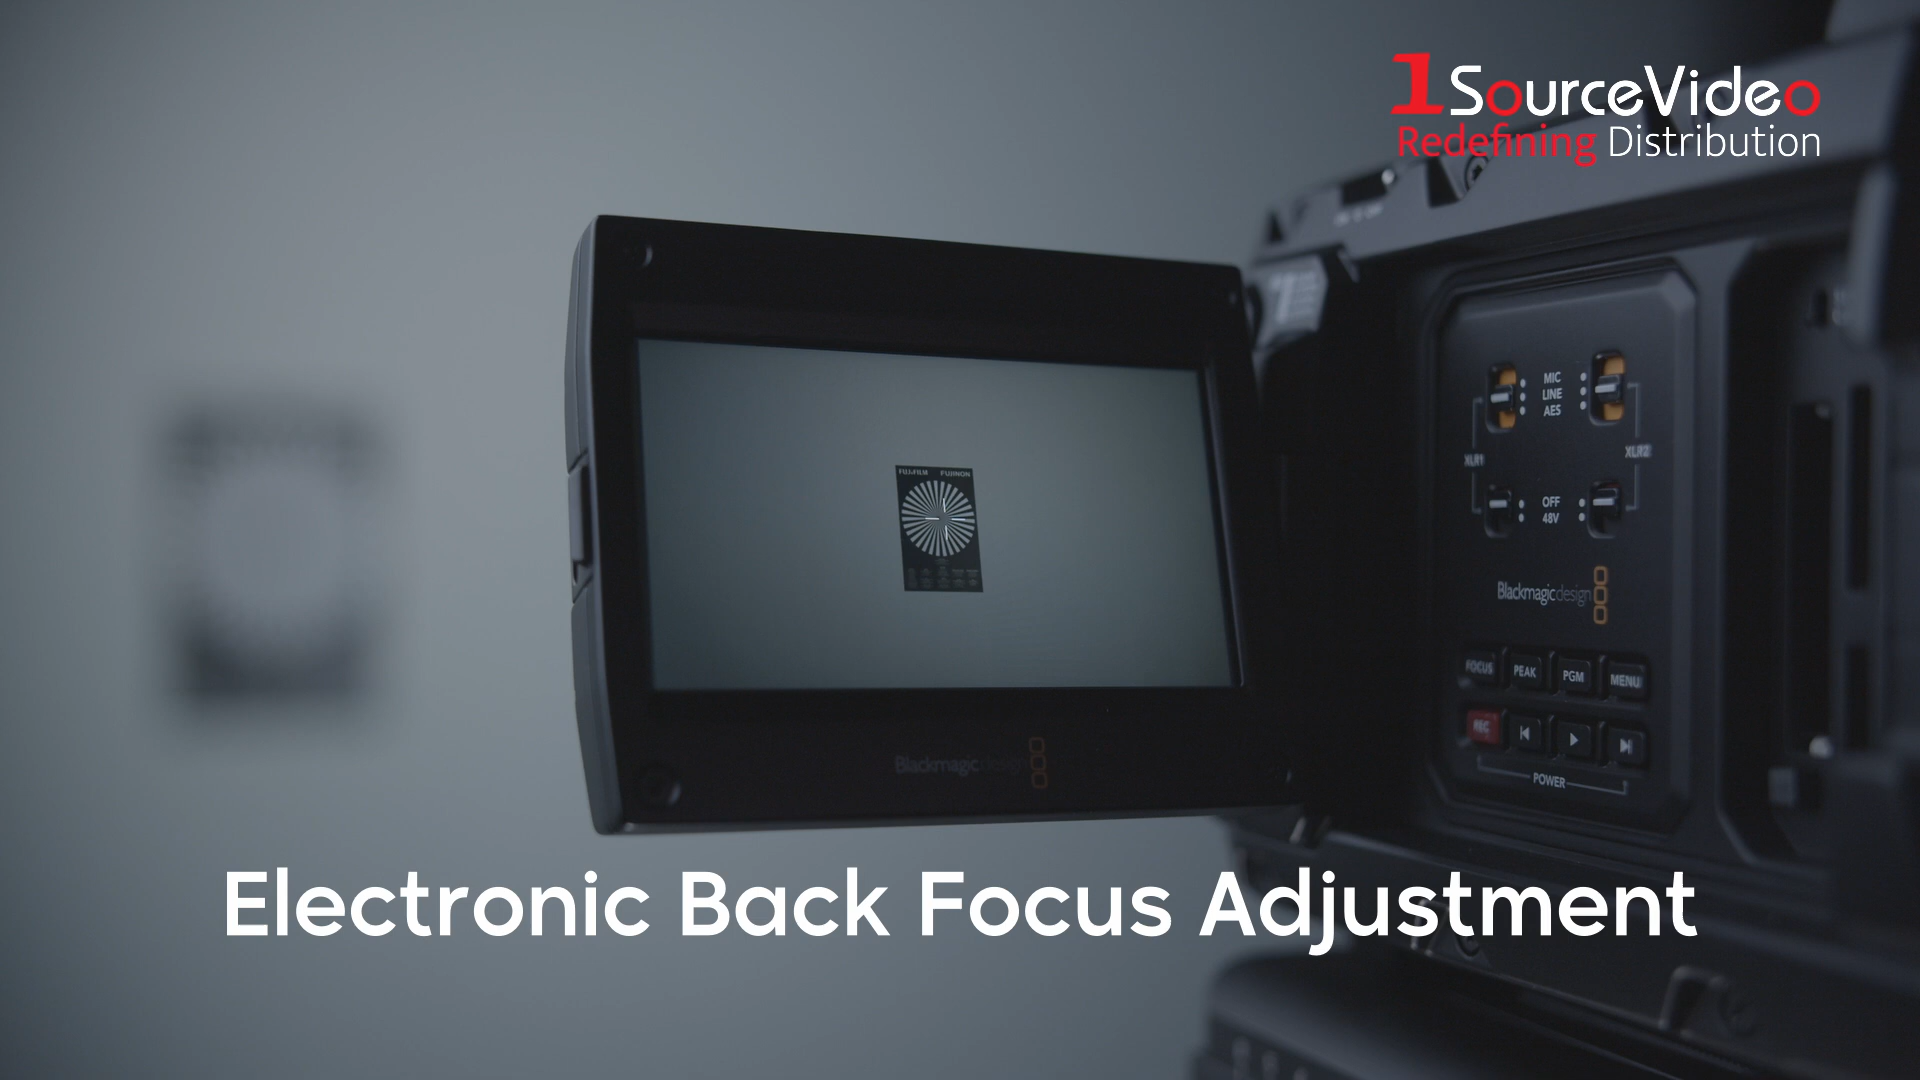 1SourceVideo
Redefining Distribution
FUJIFILM FUJINON
MIC
LINE
AES
XLR1
XLR2
OFF
48V
Blackmagicdesign
FOCUS PEAK PGM MENU
REC
POWER
Blackmagicdesign
Electronic Back Focus Adjustment